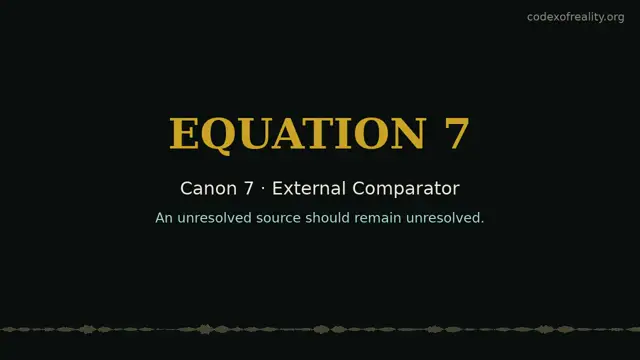 codexofreality.org
EQUATION 7
Canon 7 · External Comparator
An unresolved source should remain unresolved.